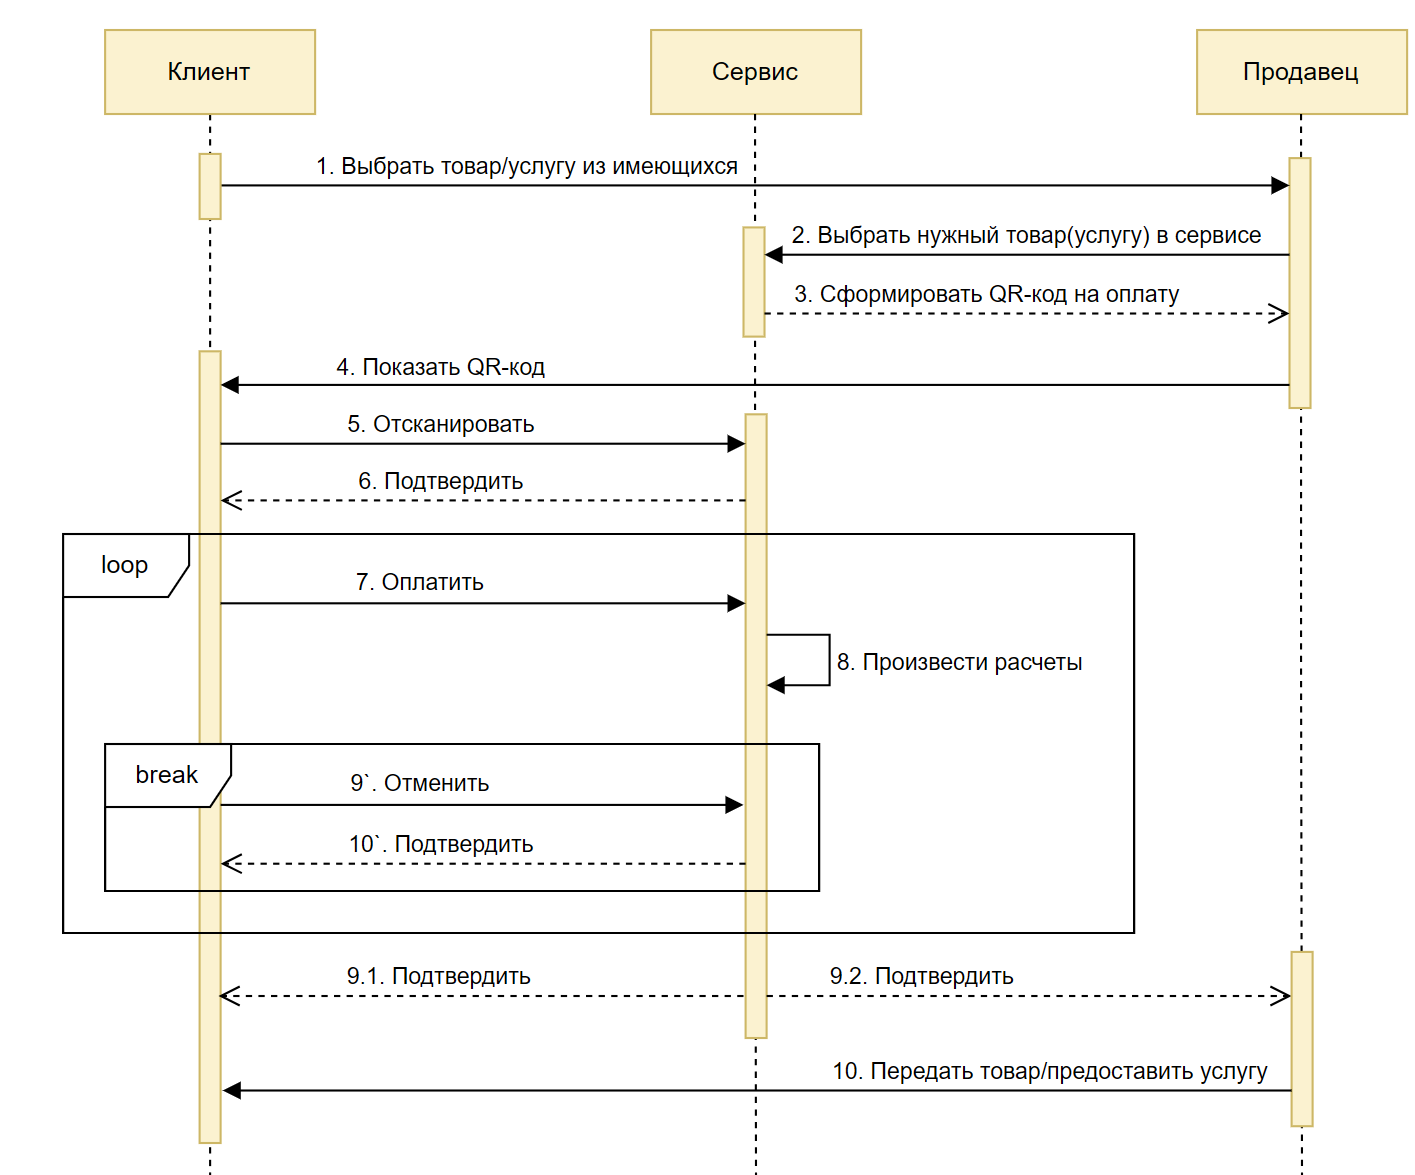 Клиент
Сервис
Продавец
1. Выбрать товар/услугу из имеющихся
2. Выбрать нужный товар(услугу) в сервисе
3. Сформировать QR-код на оплату
4. Показать QR-код
5. Отсканировать
6. Подтвердить
loop
7. Оплатить
8. Произвести расчеты
break
9`. Отменить
10`. Подтвердить
9.1. Подтвердить
9.2. Подтвердить
10. Передать товар/предоставить услугу